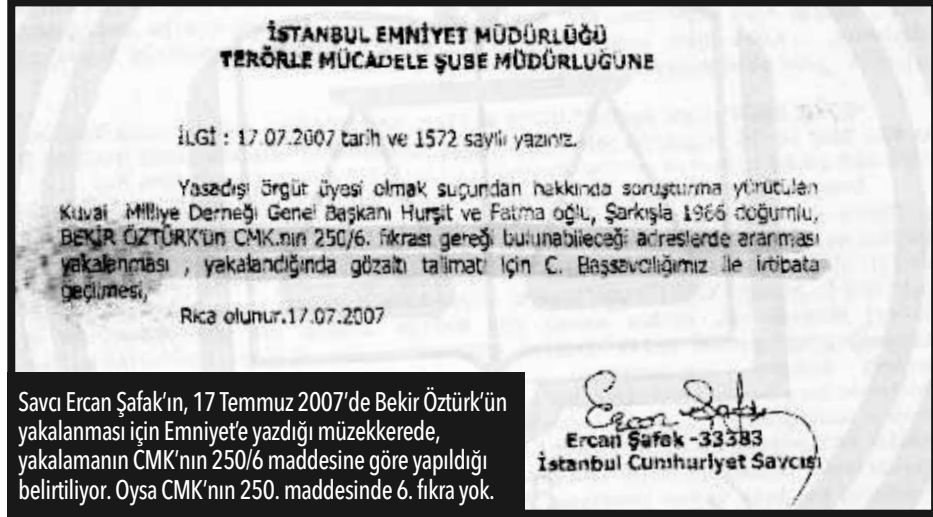 İSTANBUL EMNİYET MÜDÜRLÜĞÜ
TERÖRLE MÜCADELE ŞUBE MÜDÜRLUĞUNE
İLGİ : 17.07.2007 tarih ve 1572 sayılı yazınız.
Yasadışı örgüt üyesi olmak suçundan hakkında soruşturma yürütülen
Kuvai Milliye Derneği Genel Başkanı Hurşit ve Fatma oğlu, Şarkışla 1966 doğumlu,
BEKİR ÖZTÜRK'ün CMK.nın 250/6. fıkrası gereği bulunabileceği adreslerde aranması
yakalanması , yakalandığında gözaltı talimatı için C. Başsavcılığımız ile irtibata
geçilmesi,
Rica olunur.17.07.2007
Ercan Şafak -33383
İstanbul Cumhuriyet Savcısı
Savcı Ercan Şafak'ın, 17 Temmuz 2007'de Bekir Öztürk'ün
yakalanması için Emniyet'e yazdığı müzekkerede,
yakalamanın CMK'nın 250/6 maddesine göre yapıldığı
belirtiliyor. Oysa CMK'nın 250. maddesinde 6. fıkra yok.